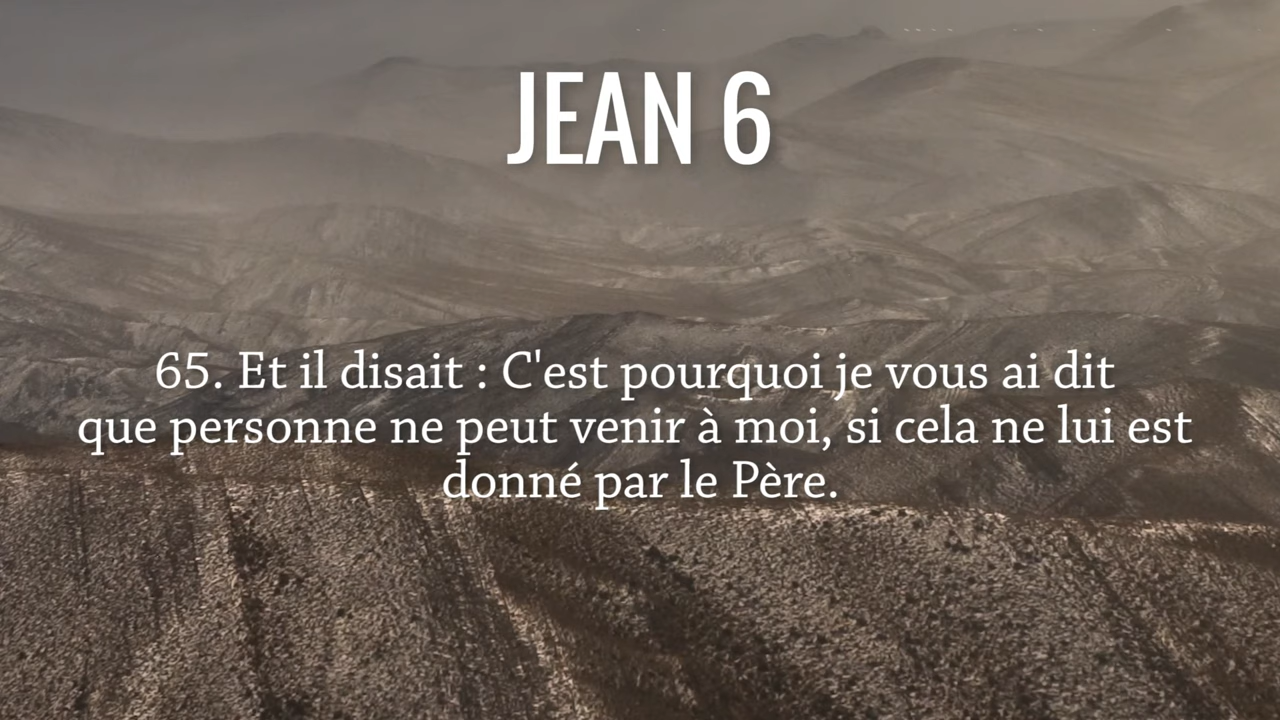 JEAN 6
65. Et il disait : C'est pourquoi je vous ai dit
que personne ne peut venir à moi, si cela ne lui est
donné par le Père.